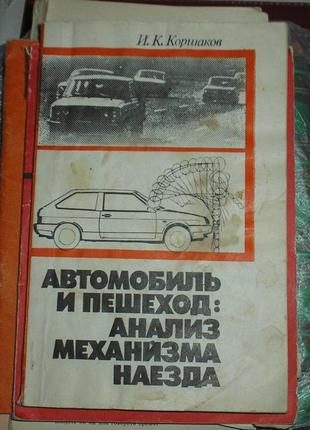 И. К. Коршаков
АВТОМОБИЛЬ
И ПЕШЕХОД:
АНАЛИЗ
МЕХАНИЗМА
НАЕЗДА